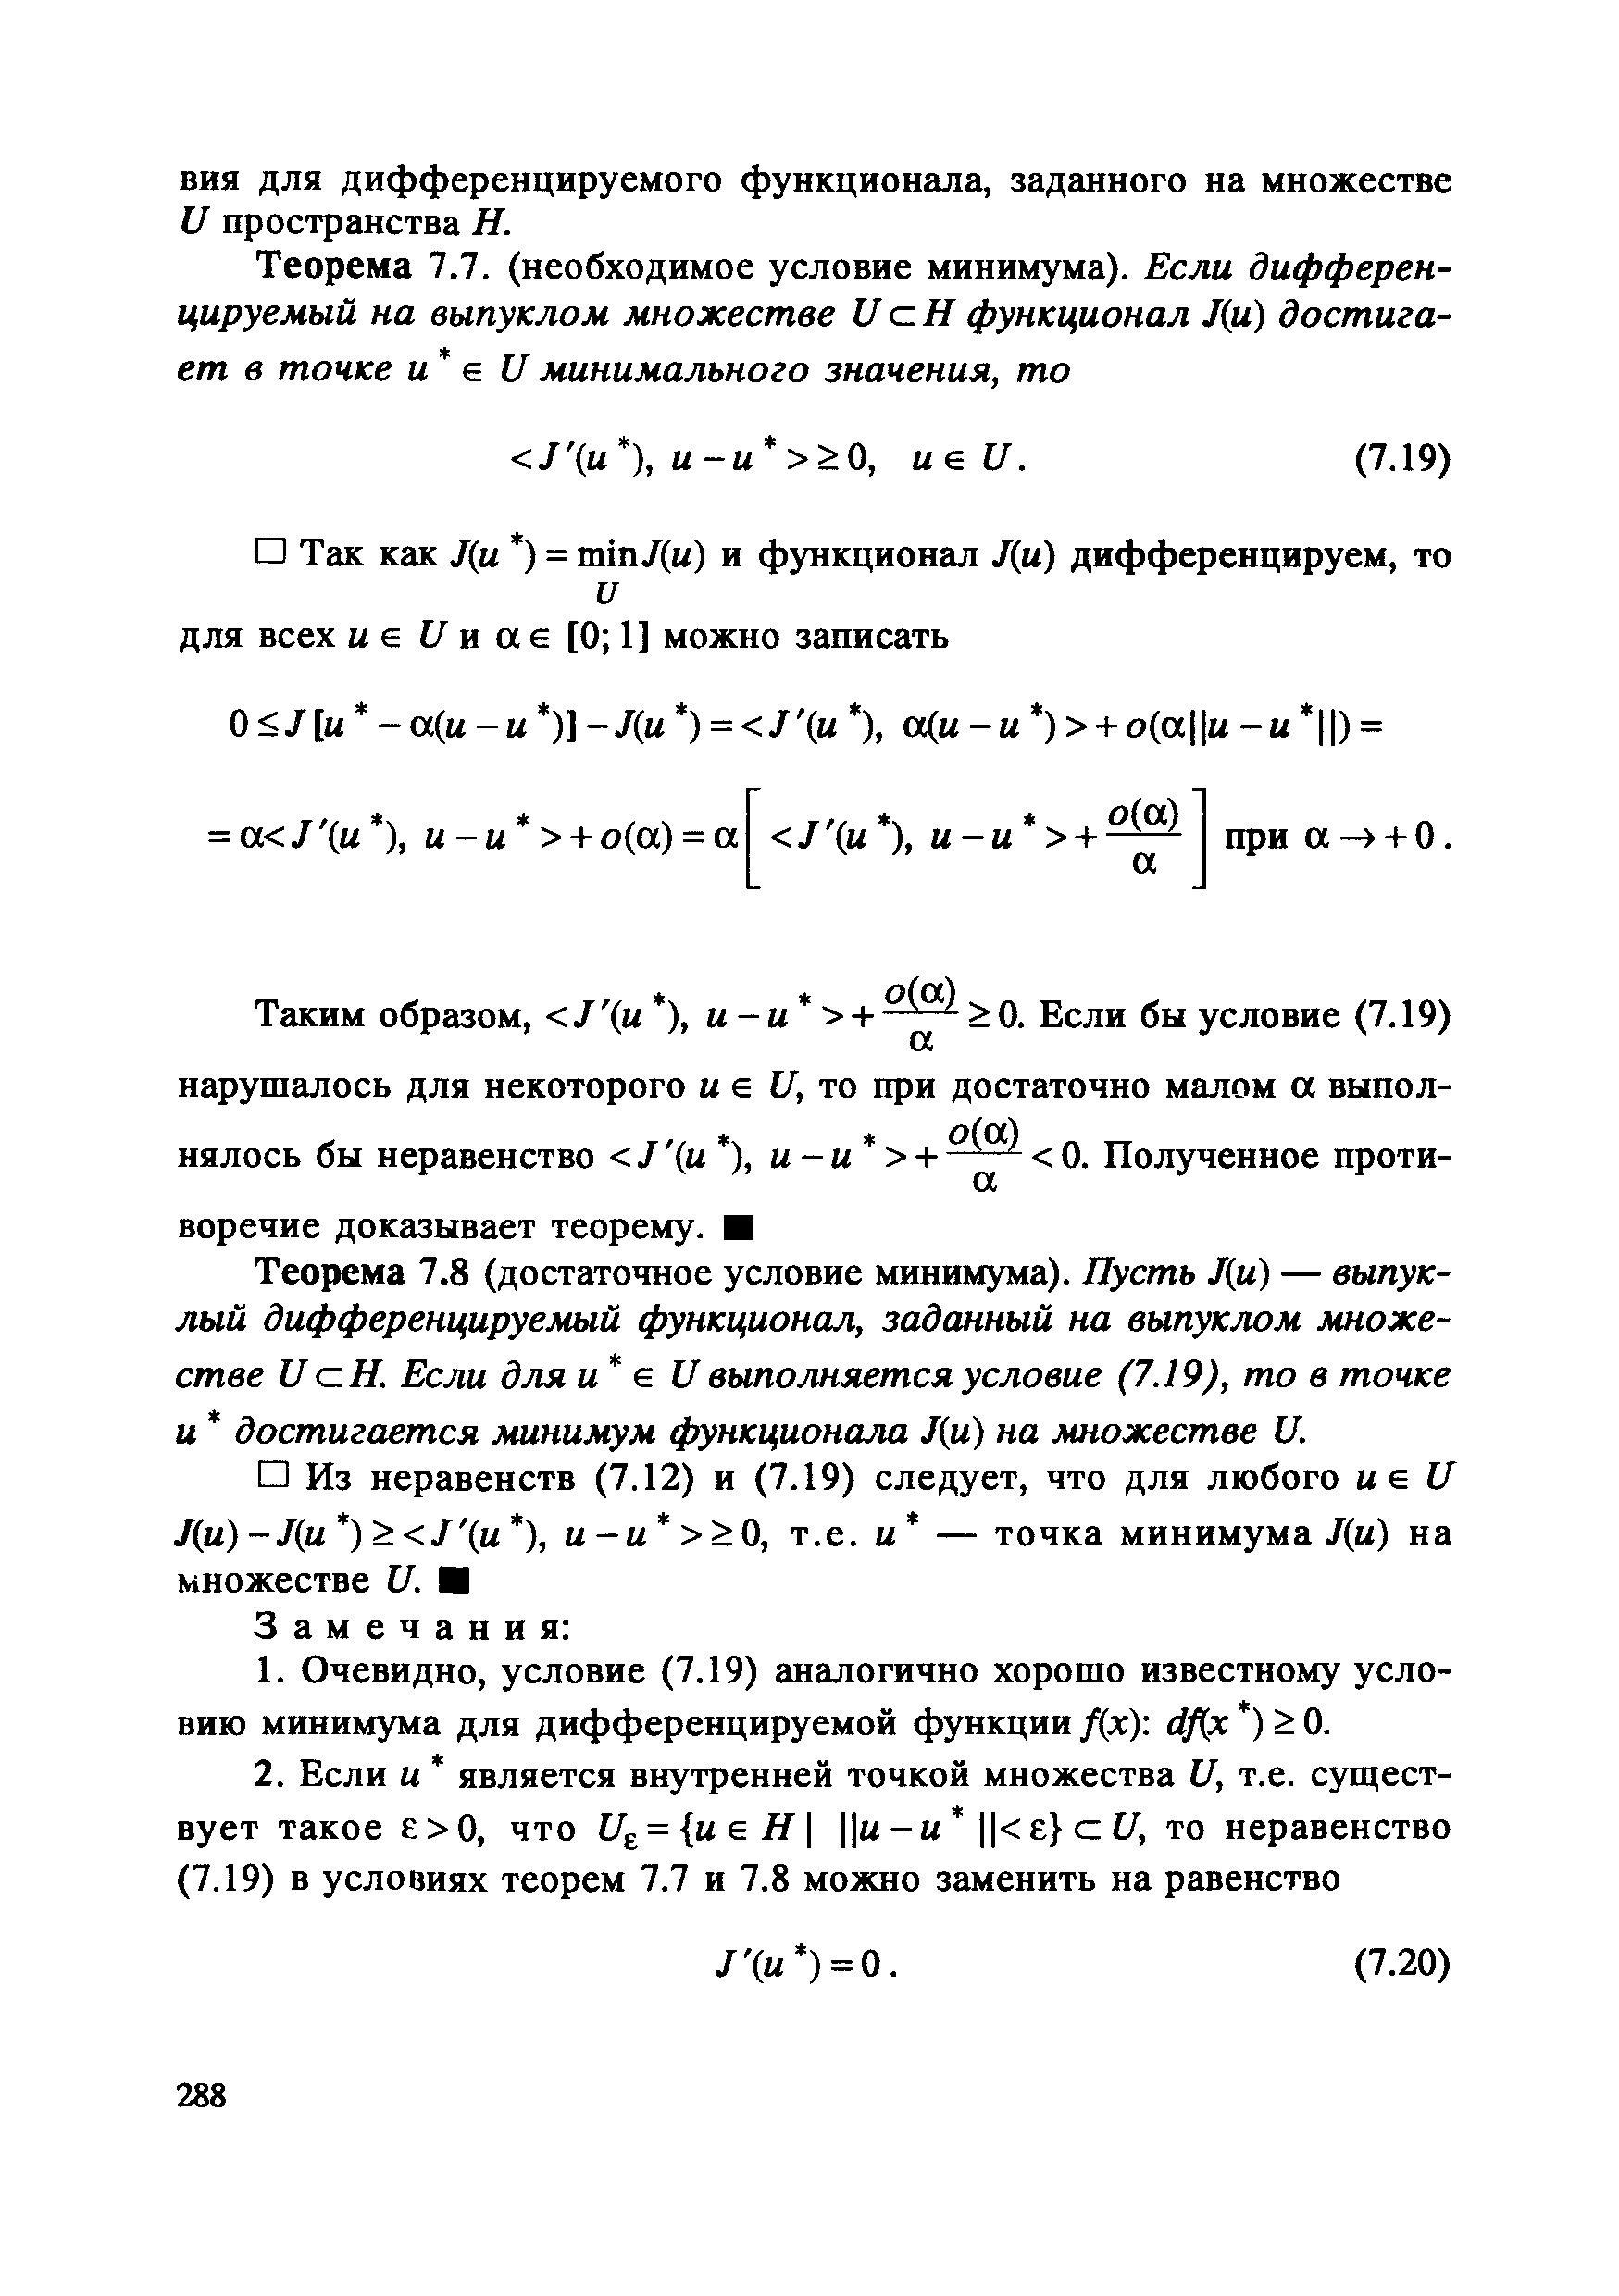 вия для дифференцируемого функционала, заданного на множестве
U пространства H.
Теорема 7.7. (необходимое условие минимума). Если дифферен-
цируемый на выпуклом множестве U ⊂ H функционал J(u) достига-
ет в точке u* ∈ U минимального значения, то
<J'(u*), u – u*> ≥ 0, u ∈ U. (7.19)
□ Так как J(u*) = minJ(u) и функционал J(u) дифференцируем, то
U
для всех u ∈ U и α ∈ [0; 1] можно записать
0 ≤ J[u* – α(u – u*)] – J(u*) = <J'(u*), α(u – u*)> + o(α||u – u*||) =
= α<J'(u*), u – u*> + o(α) = α[<J'(u*), u – u*> + o(α)/α] при α → +0.
Таким образом, <J'(u*), u – u*> + o(α)/α ≥ 0. Если бы условие (7.19)
нарушалось для некоторого u ∈ U, то при достаточно малом α выпол-
нялось бы неравенство <J'(u*), u – u*> + o(α)/α < 0. Полученное проти-
воречие доказывает теорему. ■
Теорема 7.8 (достаточное условие минимума). Пусть J(u) — выпук-
лый дифференцируемый функционал, заданный на выпуклом множе-
стве U ⊂ H. Если для u* ∈ U выполняется условие (7.19), то в точке
u* достигается минимум функционала J(u) на множестве U.
□ Из неравенств (7.12) и (7.19) следует, что для любого u ∈ U
J(u) – J(u*) ≥ <J'(u*), u – u*> ≥ 0, т.е. u* — точка минимума J(u) на
множестве U. ■
З а м е ч а н и я:
1. Очевидно, условие (7.19) аналогично хорошо известному усло-
вию минимума для дифференцируемой функции f(x): df(x*) ≥ 0.
2. Если u* является внутренней точкой множества U, т.е. сущест-
вует такое ε > 0, что Uε = {u ∈ H | ||u – u*|| < ε} ⊂ U, то неравенство
(7.19) в условиях теорем 7.7 и 7.8 можно заменить на равенство
J'(u*) = 0. (7.20)
288